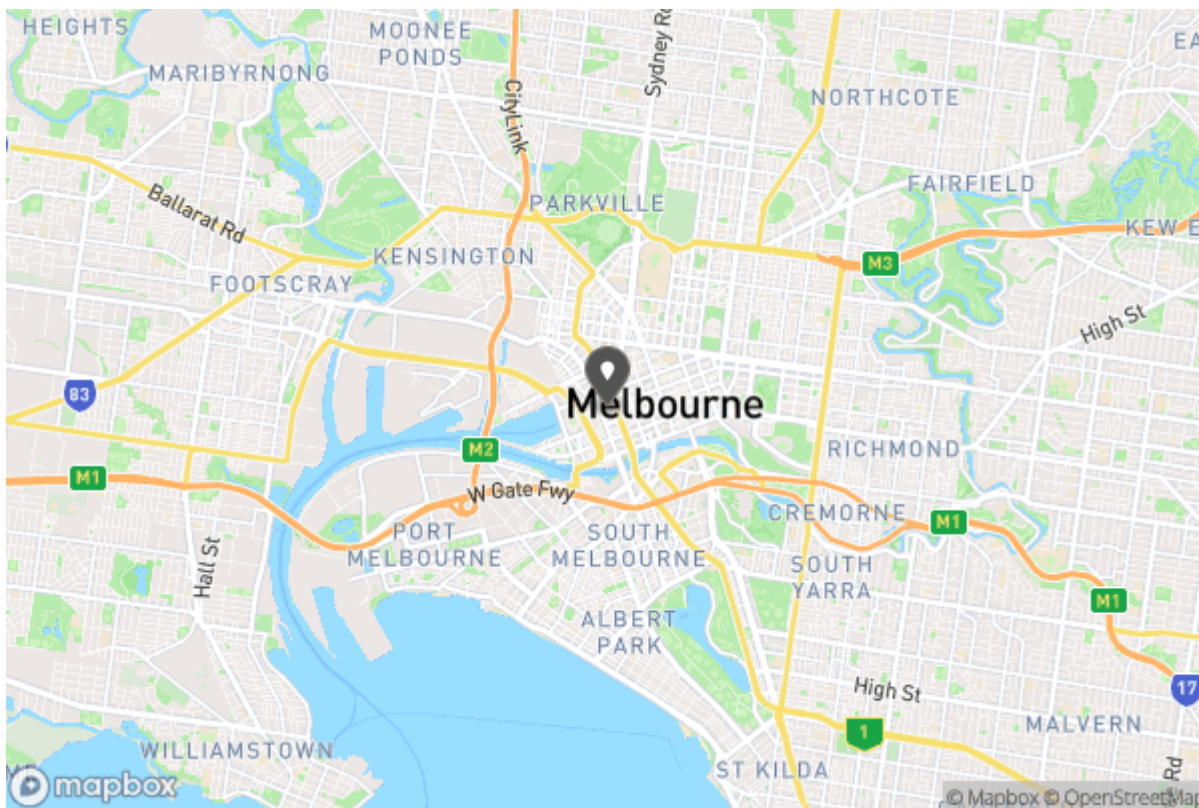 HEIGHTS
MOONEE
PONDS
MARIBYRNONG
CityLink
Sydney Rd
NORTHCOTE
Ballarat Rd
PARKVILLE
FAIRFIELD
KENSINGTON
KEW E
M3
FOOTSCRAY
High St
83
Melbourne
RICHMOND
M2
M1
W Gate Fwy
CREMORNE
M1
PORT
MELBOURNE
SOUTH
MELBOURNE
SOUTH
YARRA
Hall St
M1
ALBERT
PARK
High St
17
MALVERN
1
WILLIAMSTOWN
ST KILDA
Rd
mapbox
© Mapbox © OpenStreetMap